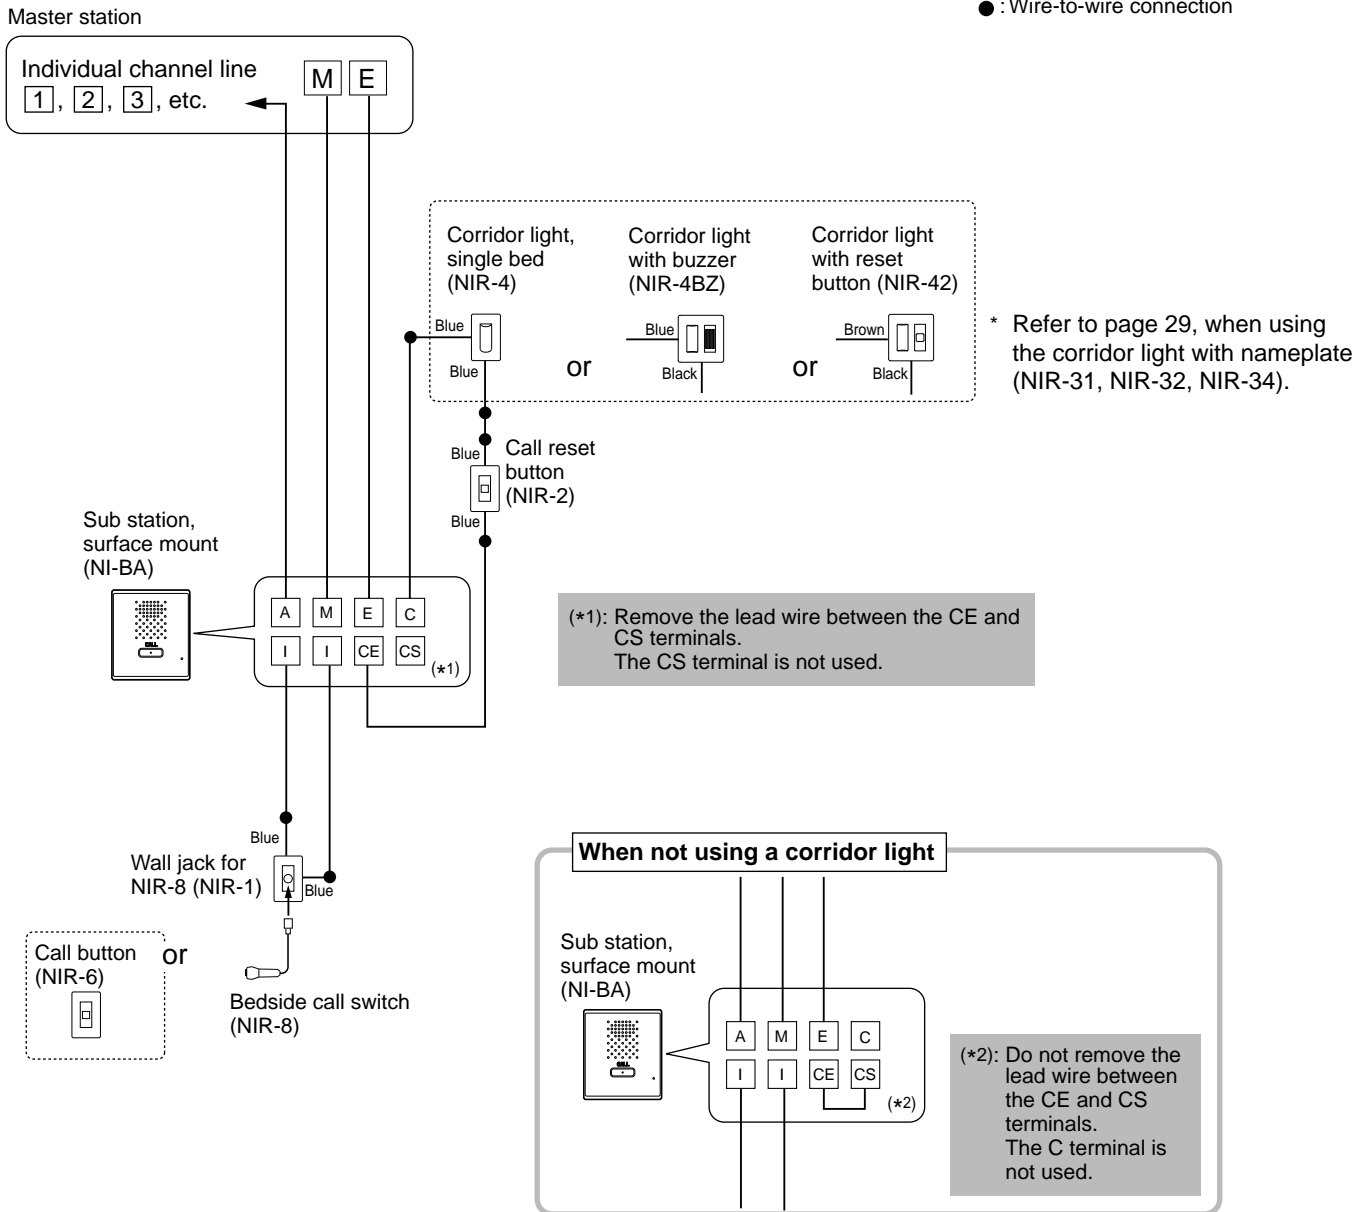 Master station
● : Wire-to-wire connection
Individual channel line
1, 2, 3, etc.
M E
Corridor light,
single bed
(NIR-4)
Corridor light
with buzzer
(NIR-4BZ)
Corridor light
with reset
button (NIR-42)
Blue
Blue
or
Blue
Black
or
Brown
Black
* Refer to page 29, when using
the corridor light with nameplate
(NIR-31, NIR-32, NIR-34).
Blue
Call reset
button
(NIR-2)
Blue
Sub station,
surface mount
(NI-BA)
CALL
A M E C
I I CE CS
(*1)
(*1): Remove the lead wire between the CE and
CS terminals.
The CS terminal is not used.
Blue
Wall jack for
NIR-8 (NIR-1)
Blue
Call button
(NIR-6)
or
Bedside call switch
(NIR-8)
When not using a corridor light
Sub station,
surface mount
(NI-BA)
CALL
A M E C
I I CE CS
(*2)
(*2): Do not remove the
lead wire between
the CE and CS
terminals.
The C terminal is
not used.